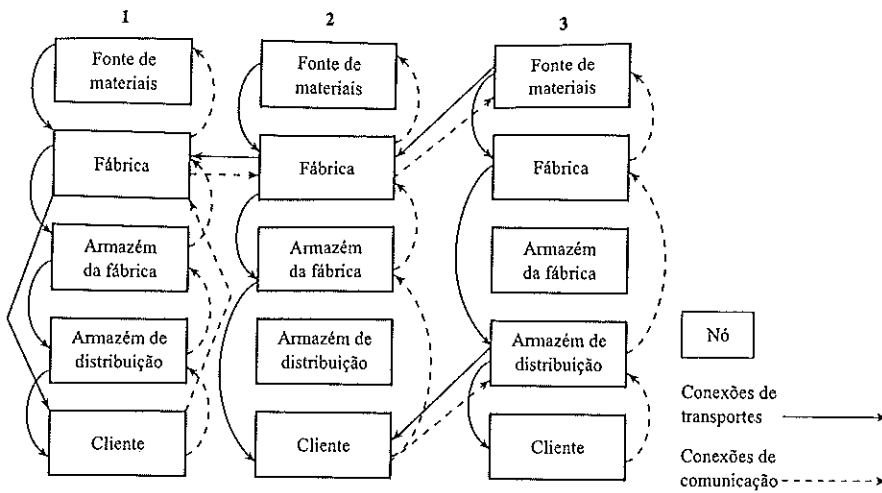 1
2
3
Fonte de
materiais
Fonte de
materiais
Fonte de
materiais
Fábrica
Fábrica
Fábrica
Armazém
da fábrica
Armazém
da fábrica
Armazém
da fábrica
Armazém de
distribuição
Armazém de
distribuição
Armazém de
distribuição
Cliente
Cliente
Cliente
Nó
Conexões de
transportes
Conexões de
comunicação